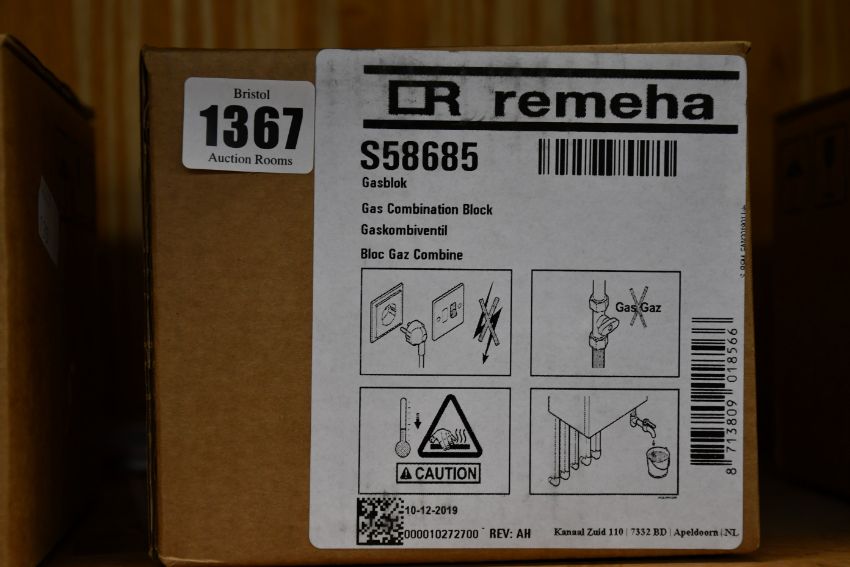 Bristol
1367
Auction Rooms
remeha
S58685
Gasblok
Gas Combination Block
Gaskombiventil
Bloc Gaz Combine
Gas Gaz
CAUTION
8 713809 018566
10-12-2019
000010272700 REV: AH
Kanaal Zuid 110 | 7332 BD | Apeldoorn | NL